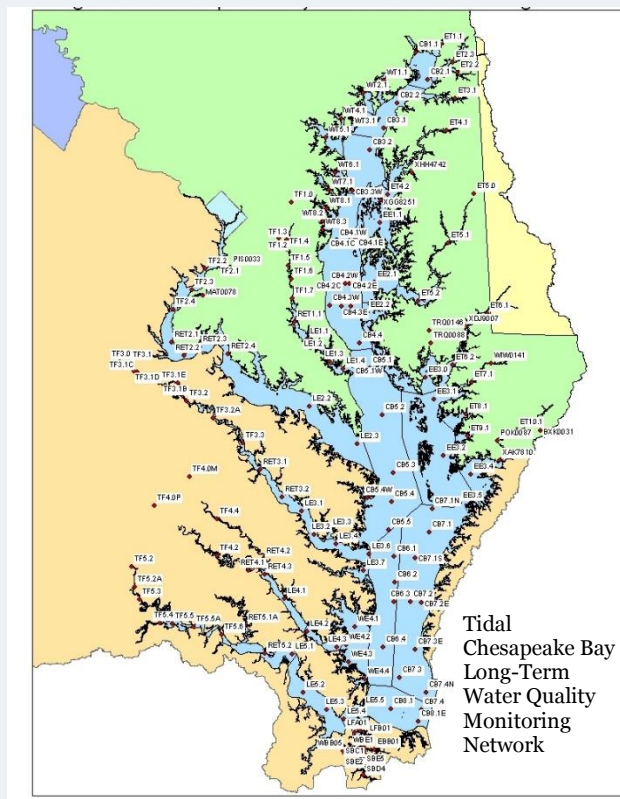 CB1.1
ET1.1
ET2.3
ET2.2
CB2.1
WT1.1
WT2.1
CB2.2
ET3.1
WT4.1
WT3.1
CB3.1
WT5.1
ET4.1
CB3.2
WT6.1
XHH4742
WT7.1
CB3.3W
ET4.2
ET6.0
TF1.0
WT8.1
XGG8251
WT8.2
EE1.1
WT8.3
TF1.3
CB4.1W
TF1.2
TF1.4
CB4.1C
CB4.1E
ET5.1
TF2.2
PIS0033
TF1.5
TF2.1
TF1.6
CB4.2W
EE2.1
TF2.3
CB4.2C
CB4.2E
MAT0078
TF1.7
ET5.2
TF2.4
CB4.3W
EE2.2
ET6.1
RET1.1
CB4.3E
TRQ0146
XDJ9007
RET2.1
LE1.1
CB4.4
TRQ0088
RET2.3
LE1.2
RET2.2
RET2.4
TF3.0
TF3.1
LE1.3
LE1.4
CB5.1
ET6.2
WIW0141
TF3.1C
CB5.1W
EE3.0
TF3.1D
TF3.1E
ET7.1
TF3.1B
TF3.2
EE3.1
LE2.2
CB5.2
ET8.1
TF3.2A
ET10.1
POK0087
BXK0031
TF3.3
LE2.3
ET9.1
EE3.2
XAK7810
RET3.1
CB5.3
EE3.4
TF4.0M
CB5.4W
EE3.5
TF4.0P
RET3.2
CB5.4
CB7.1N
LE3.1
TF4.4
LE3.3
CB5.5
CB7.1
LE3.2
LE3.4
TF4.2
RET4.2
LE3.6
CB6.1
CB7.1S
TF5.2
RET4.1
RET4.3
LE3.7
TF5.2A
CB6.2
TF5.3
LE4.1
CB6.3
CB7.2
CB7.2E
TF5.4
TF5.5
TF5.5A
RET5.1A
TF5.6
LE4.2
WE4.1
WE4.2
CB6.4
CB7.3E
RET5.2
LE5.1
LE4.3
WE4.3
WE4.4
CB7.3
LE5.2
CB7.4N
LE5.3
LE5.5
CB8.1
CB7.4
LE5.4
CB8.1E
LFA01
LFB01
WBB05
WBE1
EBB01
SBC1
SBE5
SBE2
SBD4
Tidal
Chesapeake Bay
Long-Term
Water Quality
Monitoring
Network